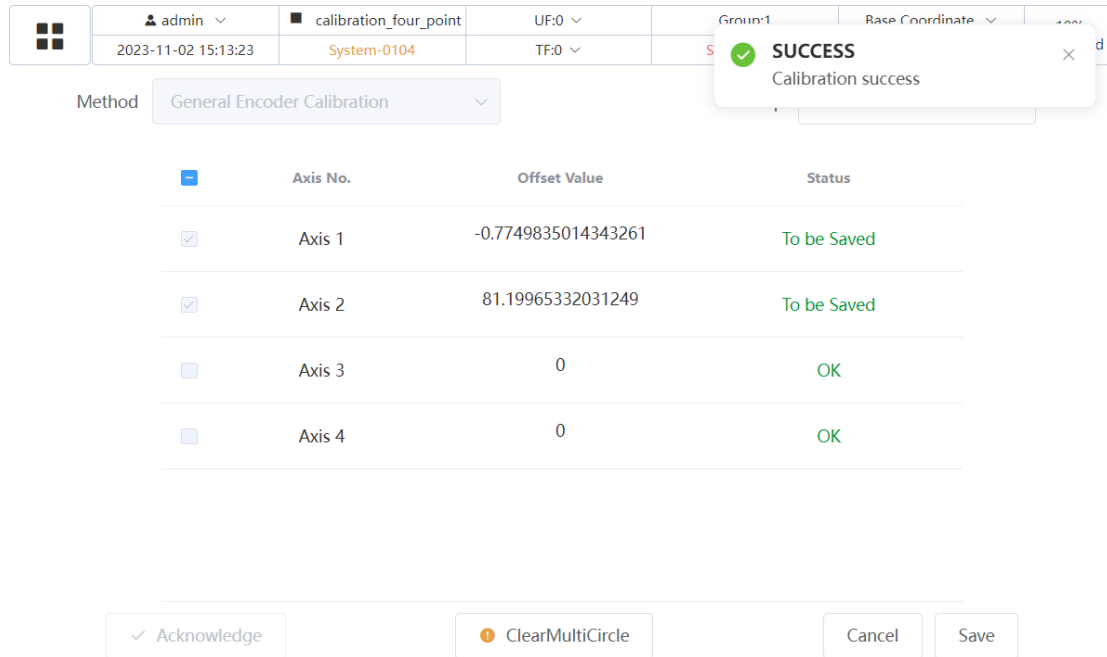 admin
calibration_four_point
UF:0
Group:1
Base Coordinate
10%
2023-11-02 15:13:23
System-0104
TF:0
S
d
SUCCESS
Calibration success
Method
General Encoder Calibration
Axis No.
Offset Value
Status
Axis 1
-0.7749835014343261
To be Saved
Axis 2
81.19965332031249
To be Saved
Axis 3
0
OK
Axis 4
0
OK
Acknowledge
ClearMultiCircle
Cancel
Save